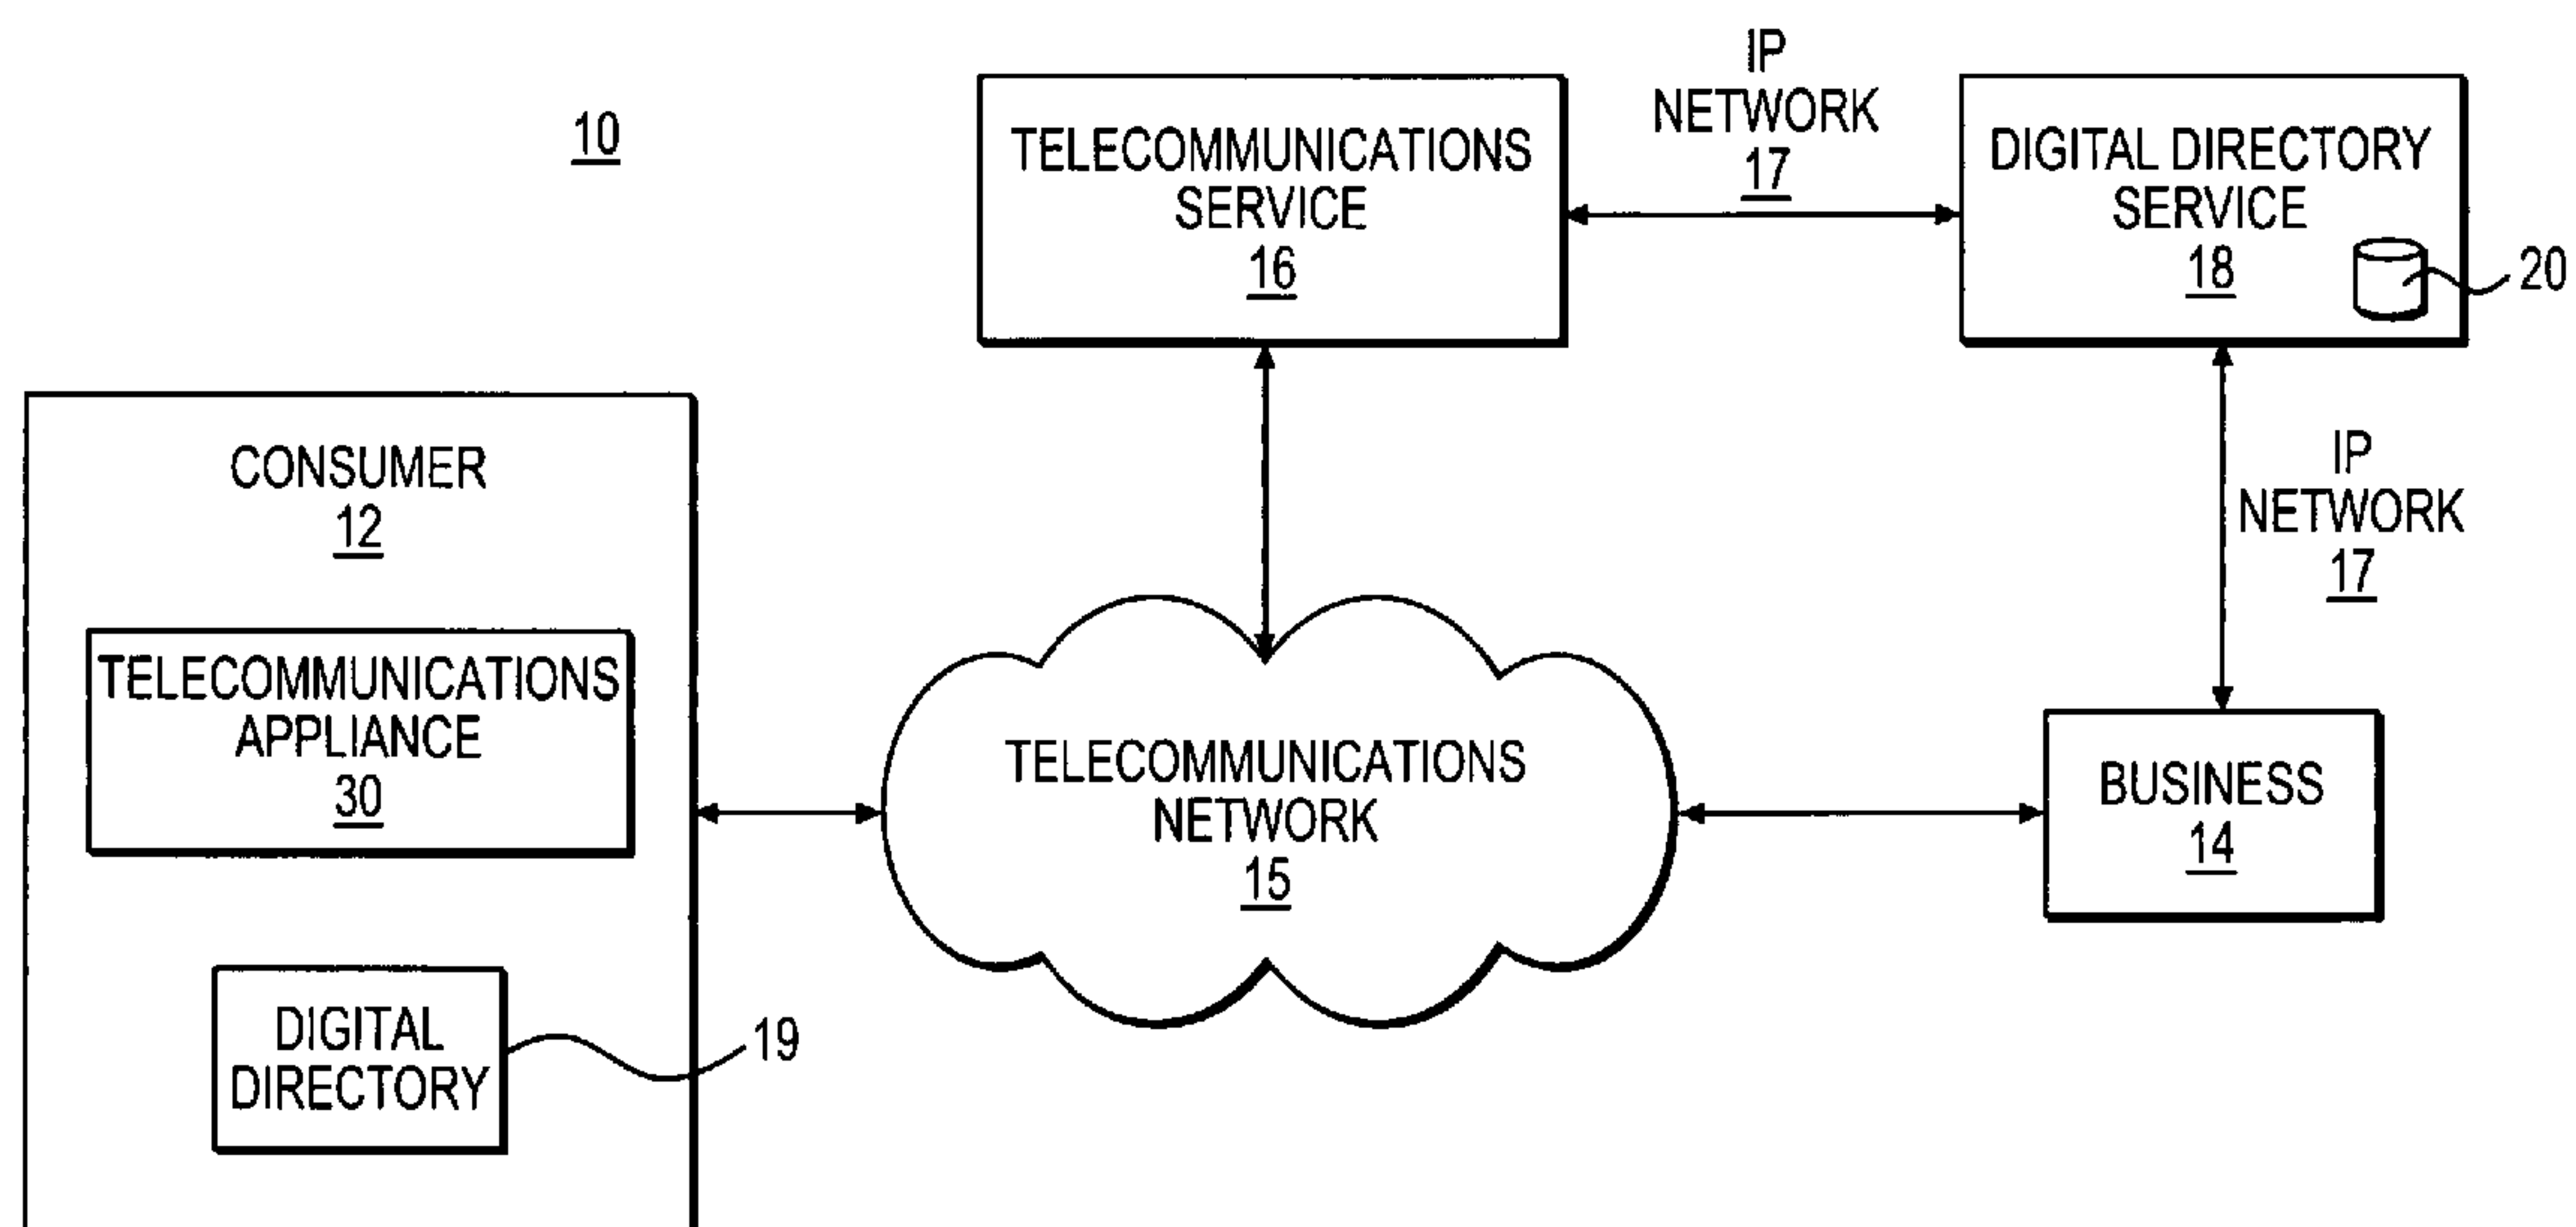 10
TELECOMMUNICATIONS
SERVICE
16
IP
NETWORK
17
DIGITAL DIRECTORY
SERVICE
18
20
CONSUMER
12
TELECOMMUNICATIONS
APPLIANCE
30
DIGITAL
DIRECTORY
19
TELECOMMUNICATIONS
NETWORK
15
IP
NETWORK
17
BUSINESS
14